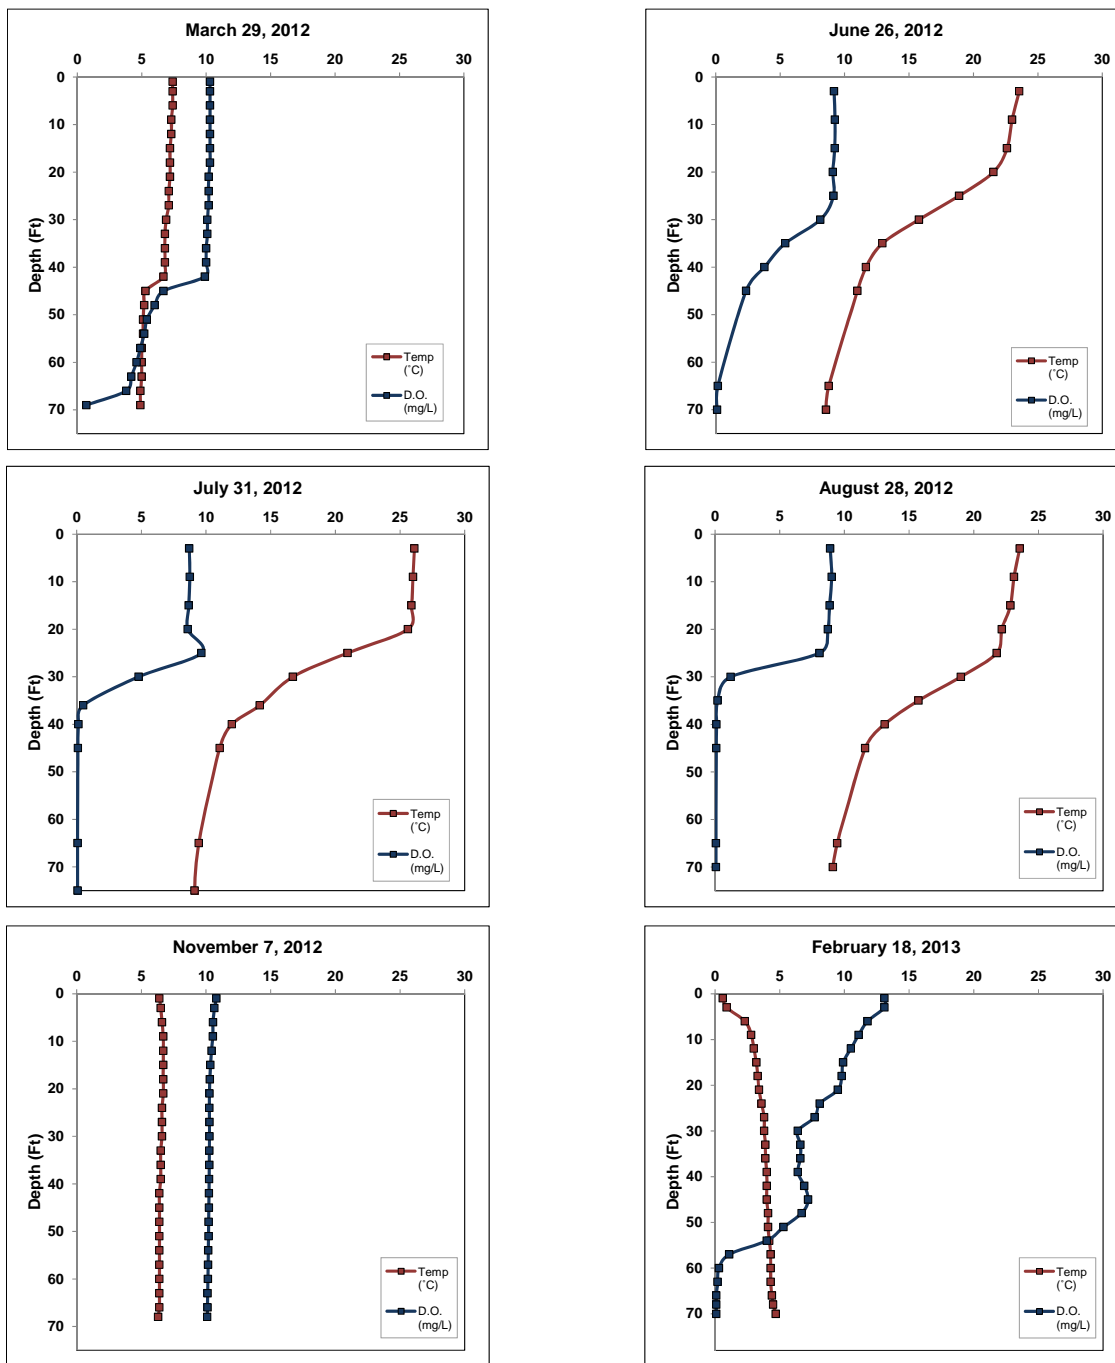 March 29, 2012
0 5 10 15 20 25 30
0
10
20
30
40
50
60
70
Depth (Ft)
Temp
(˚C)
D.O.
(mg/L)
June 26, 2012
0 5 10 15 20 25 30
0
10
20
30
40
50
60
70
Depth (Ft)
Temp
(˚C)
D.O.
(mg/L)
July 31, 2012
0 5 10 15 20 25 30
0
10
20
30
40
50
60
70
Depth (Ft)
Temp
(˚C)
D.O.
(mg/L)
August 28, 2012
0 5 10 15 20 25 30
0
10
20
30
40
50
60
70
Depth (Ft)
Temp
(˚C)
D.O.
(mg/L)
November 7, 2012
0 5 10 15 20 25 30
0
10
20
30
40
50
60
70
Depth (Ft)
Temp
(˚C)
D.O.
(mg/L)
February 18, 2013
0 5 10 15 20 25 30
0
10
20
30
40
50
60
70
Depth (Ft)
Temp
(˚C)
D.O.
(mg/L)